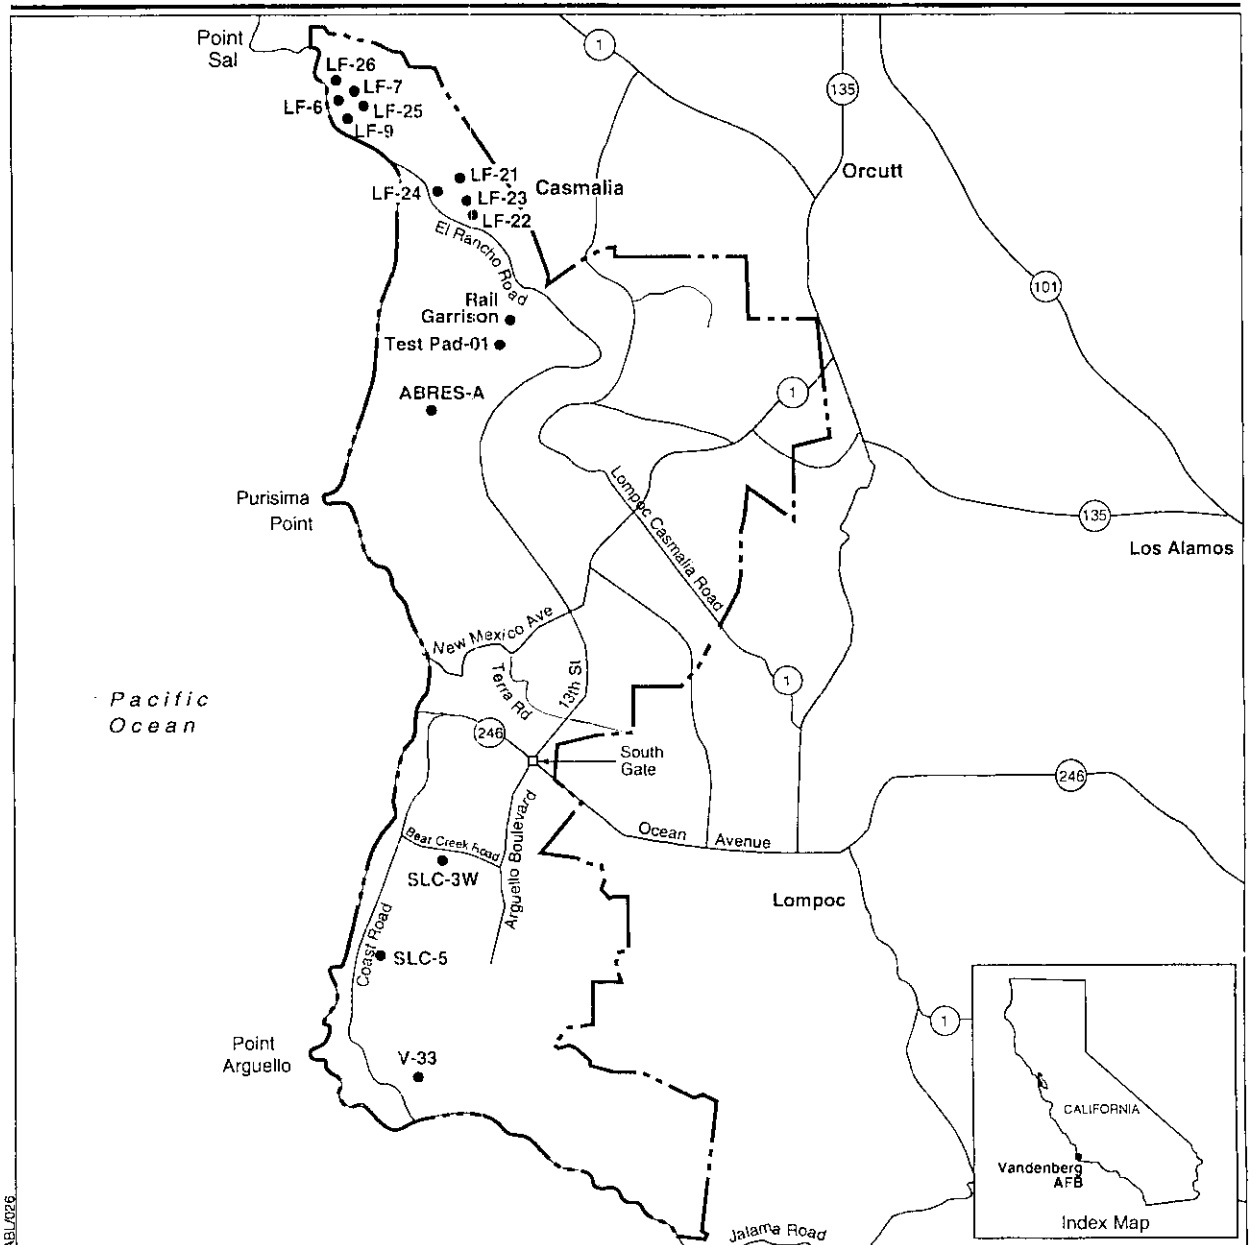 Point
Sal
1
LF-26
LF-7
LF-6
LF-25
LF-9
135
Orcutt
LF-21
LF-24
LF-23
Casmalia
LF-22
El Rancho Road
101
Rail
Garrison
Test Pad-01
ABRES-A
1
Purisima
Point
Lompoc Casmalia Road
135
Los Alamos
New Mexico Ave
Terra Rd
13th St
1
Pacific
Ocean
246
South
Gate
246
Ocean Avenue
Bear Creek Road
Arguello Boulevard
SLC-3W
Lompoc
Coast Road
SLC-5
1
Point
Arguello
V-33
CALIFORNIA
Vandenberg
AFB
Index Map
Jalama Road
ABL/026